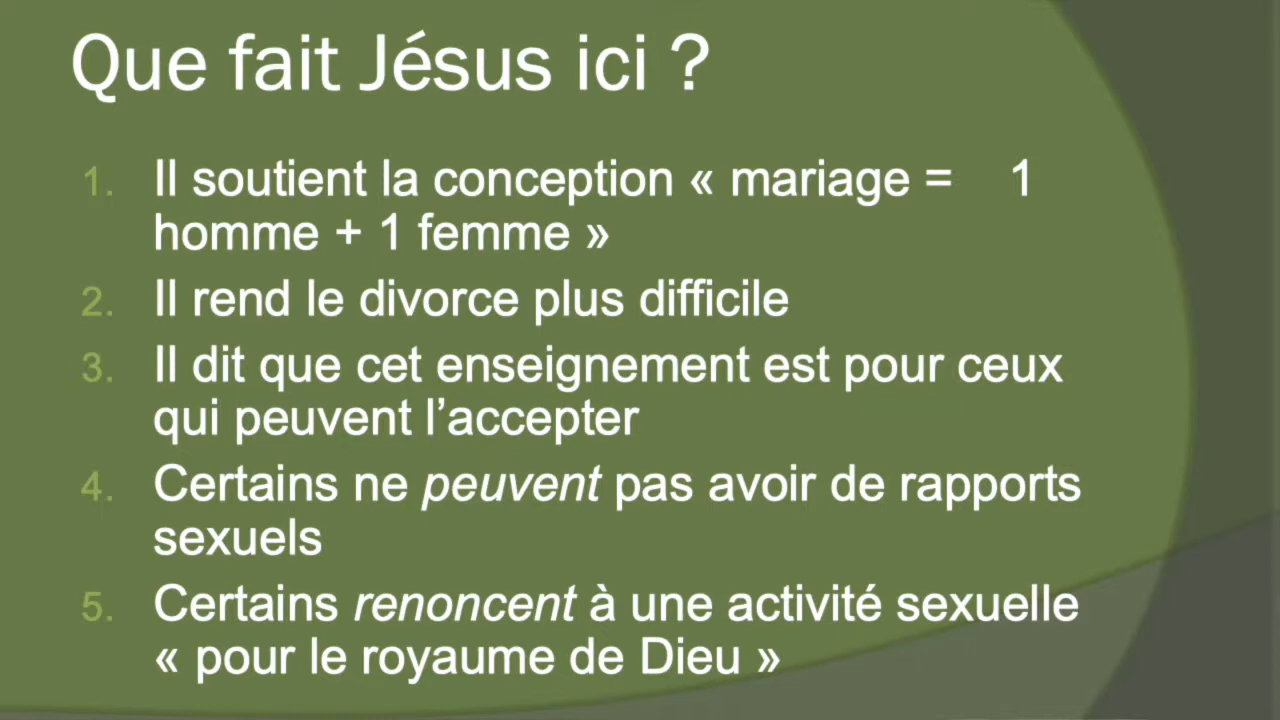 Que fait Jésus ici ?
1. Il soutient la conception « mariage = 1
homme + 1 femme »
2. Il rend le divorce plus difficile
3. Il dit que cet enseignement est pour ceux
qui peuvent l’accepter
4. Certains ne peuvent pas avoir de rapports
sexuels
5. Certains renoncent à une activité sexuelle
« pour le royaume de Dieu »